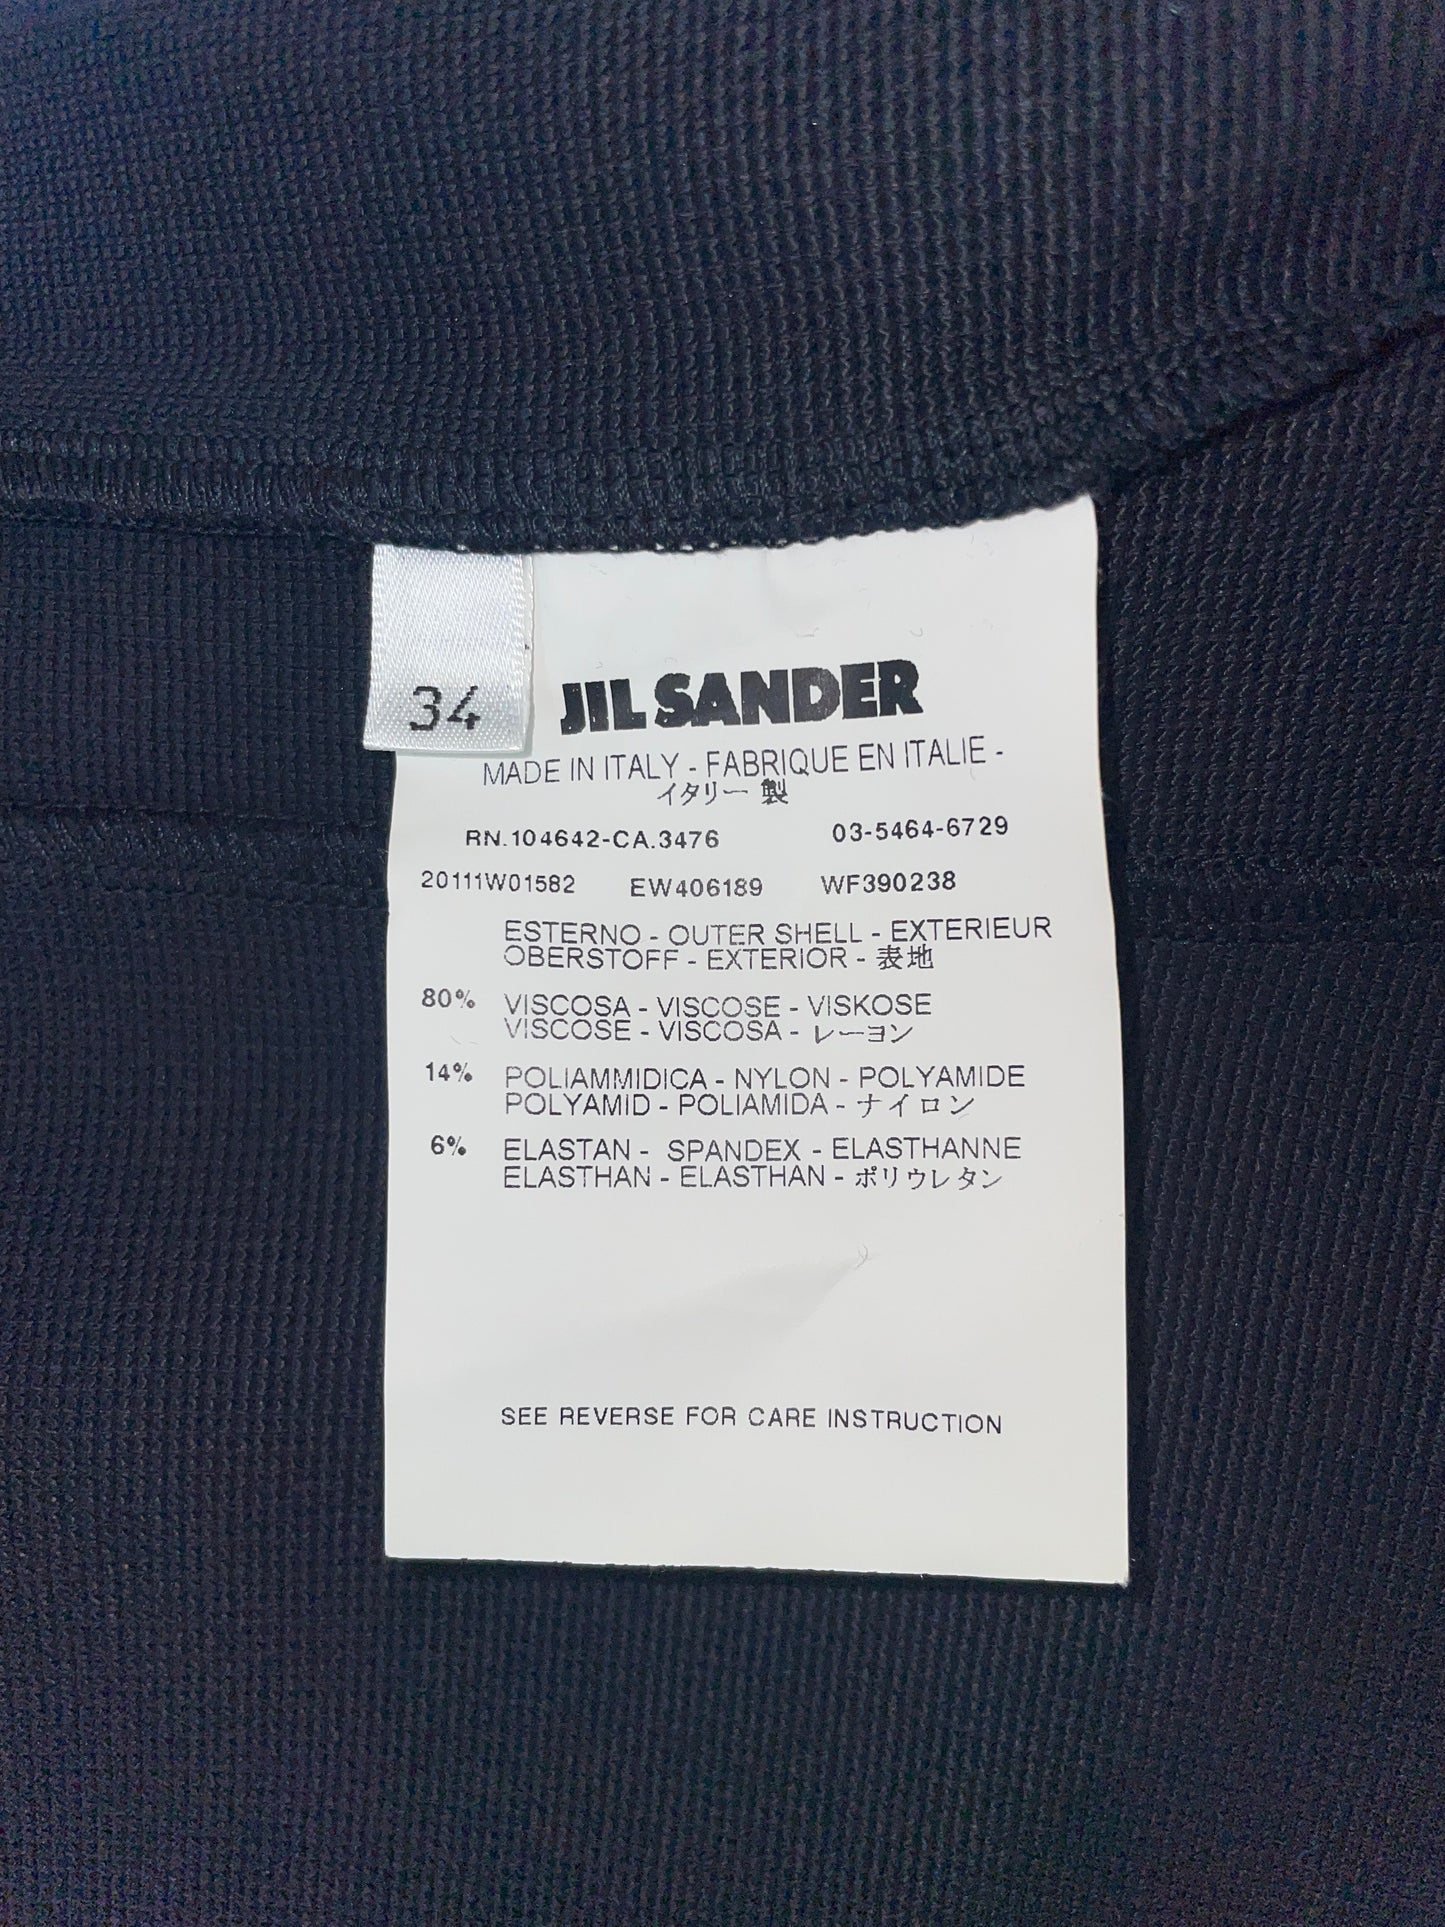 34
JIL SANDER
MADE IN ITALY - FABRIQUE EN ITALIE -
イタリー 製
RN.104642-CA.3476 03-5464-6729
20111W01582 EW406189 WF390238
ESTERNO - OUTER SHELL - EXTERIEUR
OBERSTOFF - EXTERIOR - 表地
80% VISCOSA - VISCOSE - VISKOSE
VISCOSE - VISCOSA - レーヨン
14% POLIAMMIDICA - NYLON - POLYAMIDE
POLYAMID - POLIAMIDA - ナイロン
6% ELASTAN - SPANDEX - ELASTHANNE
ELASTHAN - ELASTHAN - ポリウレタン
SEE REVERSE FOR CARE INSTRUCTION